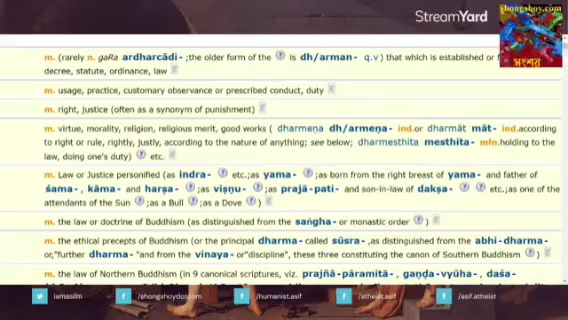 StreamYard
shongshoy.com
সংশয়
m. (rarely n. gaRa ardharcādi- ;the older form of the ? is dh/arman- q.v) that which is established or
decree, statute, ordinance, law
m. usage, practice, customary observance or prescribed conduct, duty
m. right, justice (often as a synonym of punishment)
m. virtue, morality, religion, religious merit, good works ( dharmeṇa dh/armeṇa- ind.or dharmāt māt- ind.according
to right or rule, rightly, justly, according to the nature of anything; see below; dharmesthita mesthita- mfn.holding to the
law, doing one's duty) ? etc.
m. Law or Justice personified (as indra- ? etc.;as yama- ? ;as born from the right breast of yama- and father of
śama-, kāma- and harṣa- ? ;as viṣṇu- ? ;as prajā-pati- and son-in-law of dakṣa- ? ? etc.;as one of the
attendants of the Sun ? ;as a Bull ? ;as a Dove ? )
m. the law or doctrine of Buddhism (as distinguished from the saṅgha- or monastic order ? )
m. the ethical precepts of Buddhism (or the principal dharma- called sūsra- ,as distinguished from the abhi-dharma-
or,"further dharma- "and from the vinaya- or"discipline", these three constituting the canon of Southern Buddhism ? )
m. the law of Northern Buddhism (in 9 canonical scriptures, viz. prajñā-pāramitā- , gaṇḍa-vyūha- , daśa-
iamasilm
/shongshoydotcom
/humanist.asif
/atheist.asif
/asif.atheist